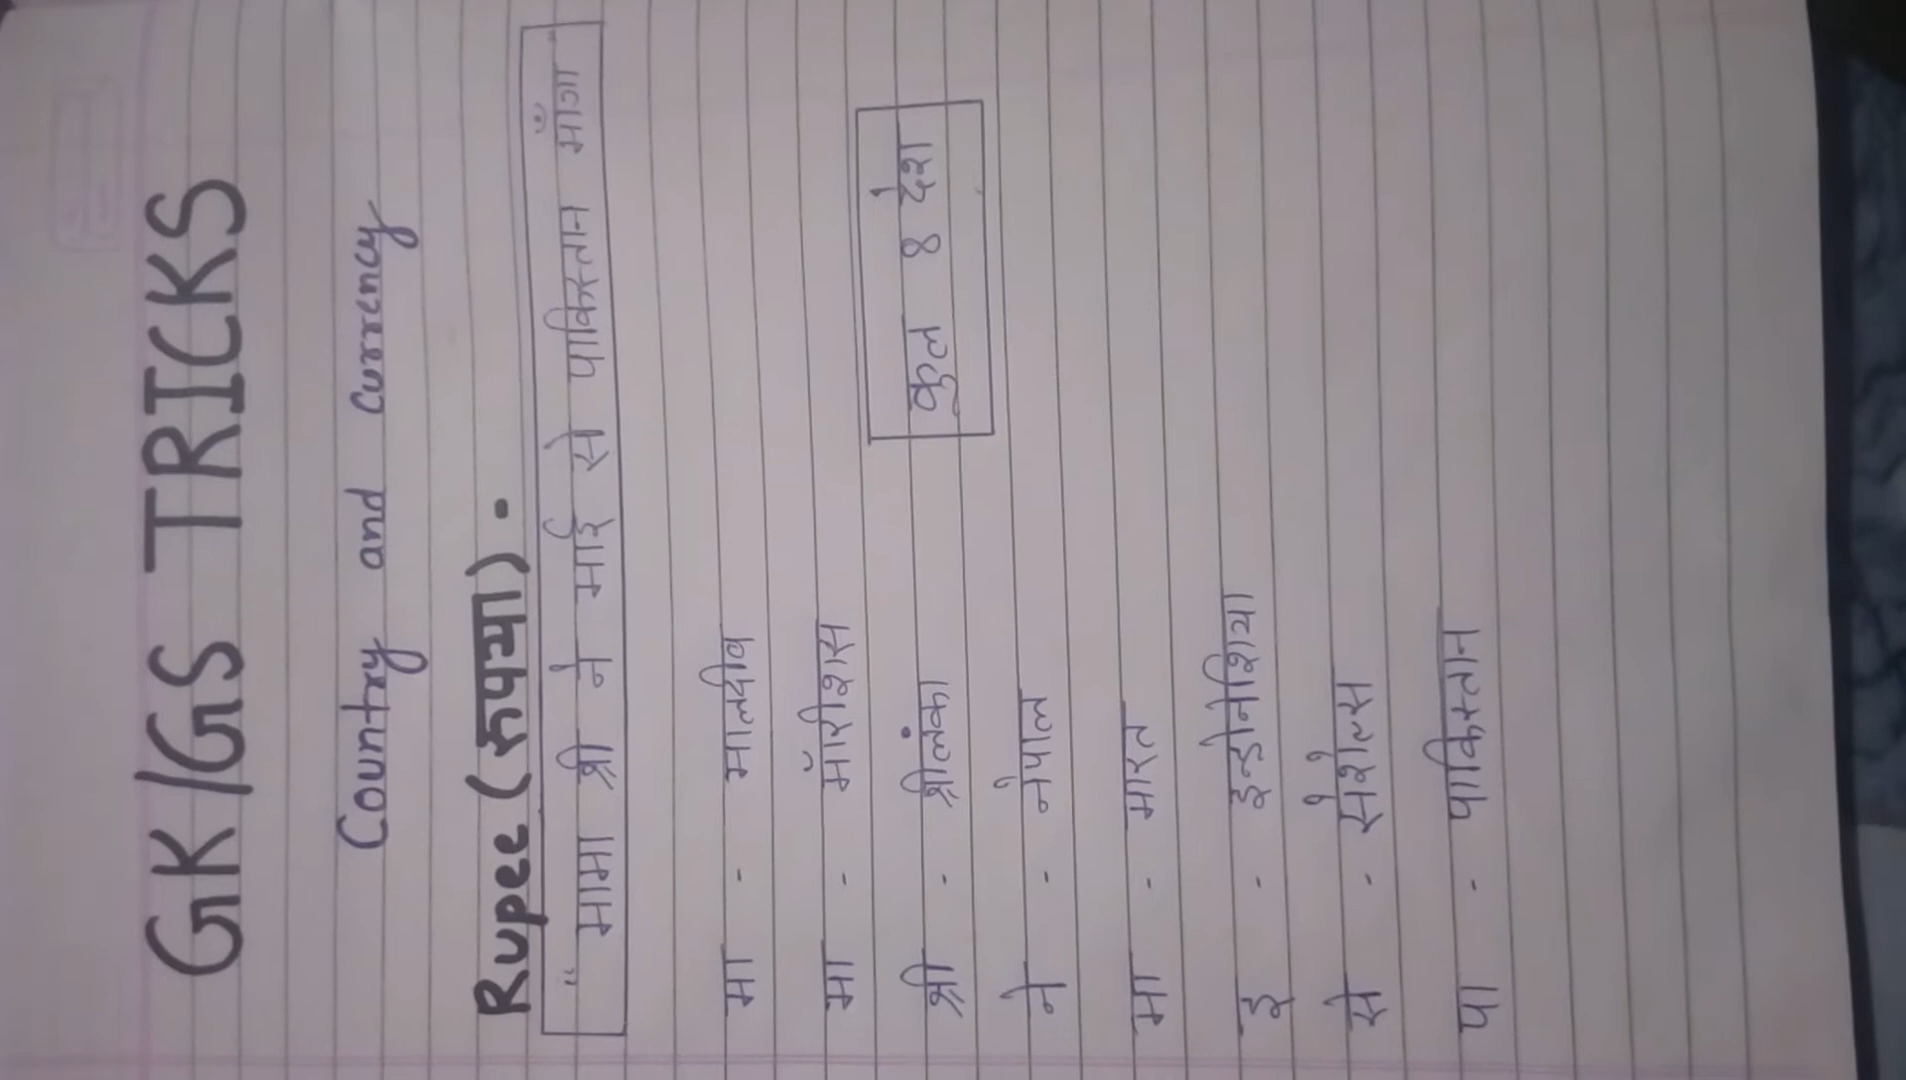 GK/GS TRICKS
Country and Currency
Rupee (रुपया).
"मामा श्री ने भाई से पाकिस्तान माँगा"
मा - मालदीव
मा - मॉरीशस
श्री - श्रीलंका
कुल 8 देश
ने - नेपाल
भा - भारत
इ - इन्डोनेशिया
से - सेशेल्स
पा - पाकिस्तान